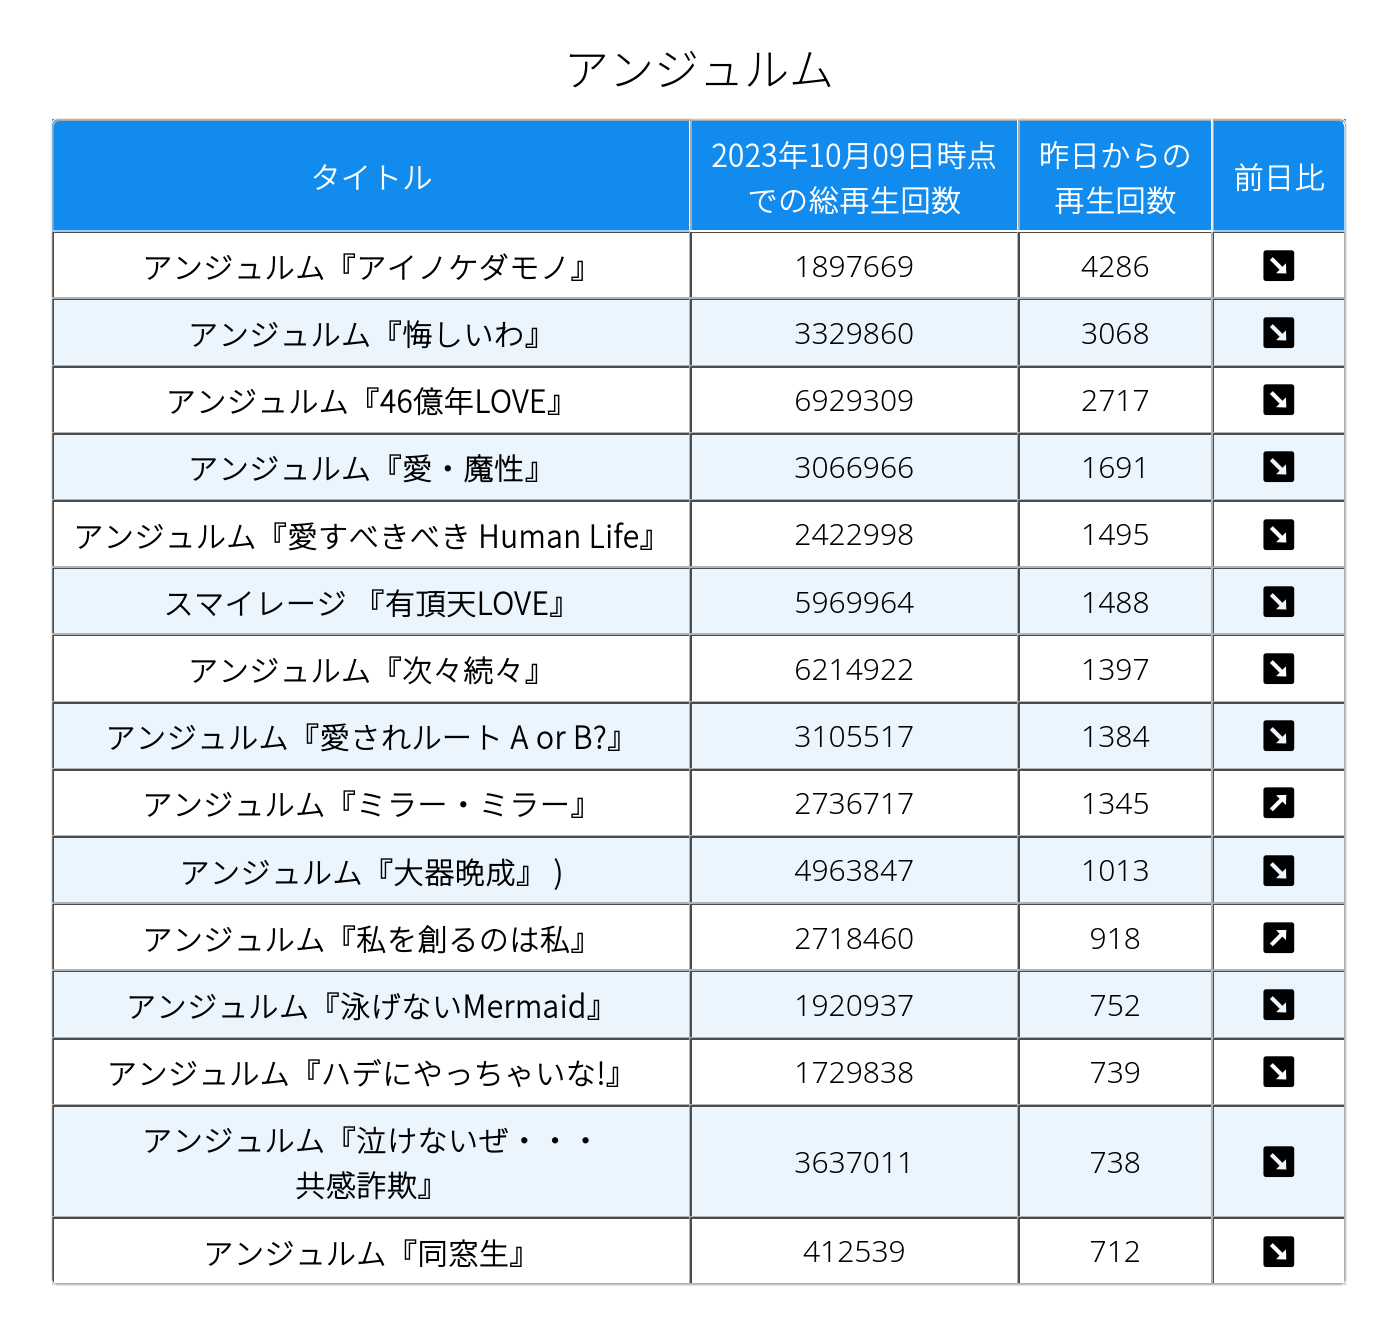 アンジュルム
タイトル 2023年10月09日時点での総再生回数 昨日からの再生回数 前日比
アンジュルム『アイノケダモノ』 1897669 4286 ↘
アンジュルム『悔しいわ』 3329860 3068 ↘
アンジュルム『46億年LOVE』 6929309 2717 ↘
アンジュルム『愛・魔性』 3066966 1691 ↘
アンジュルム『愛すべきべき Human Life』 2422998 1495 ↘
スマイレージ 『有頂天LOVE』 5969964 1488 ↘
アンジュルム『次々続々』 6214922 1397 ↘
アンジュルム『愛されルート A or B?』 3105517 1384 ↘
アンジュルム『ミラー・ミラー』 2736717 1345 ↗
アンジュルム『大器晩成』 ) 4963847 1013 ↘
アンジュルム『私を創るのは私』 2718460 918 ↗
アンジュルム『泳げないMermaid』 1920937 752 ↘
アンジュルム『ハデにやっちゃいな!』 1729838 739 ↘
アンジュルム『泣けないぜ・・・共感詐欺』 3637011 738 ↘
アンジュルム『同窓生』 412539 712 ↘